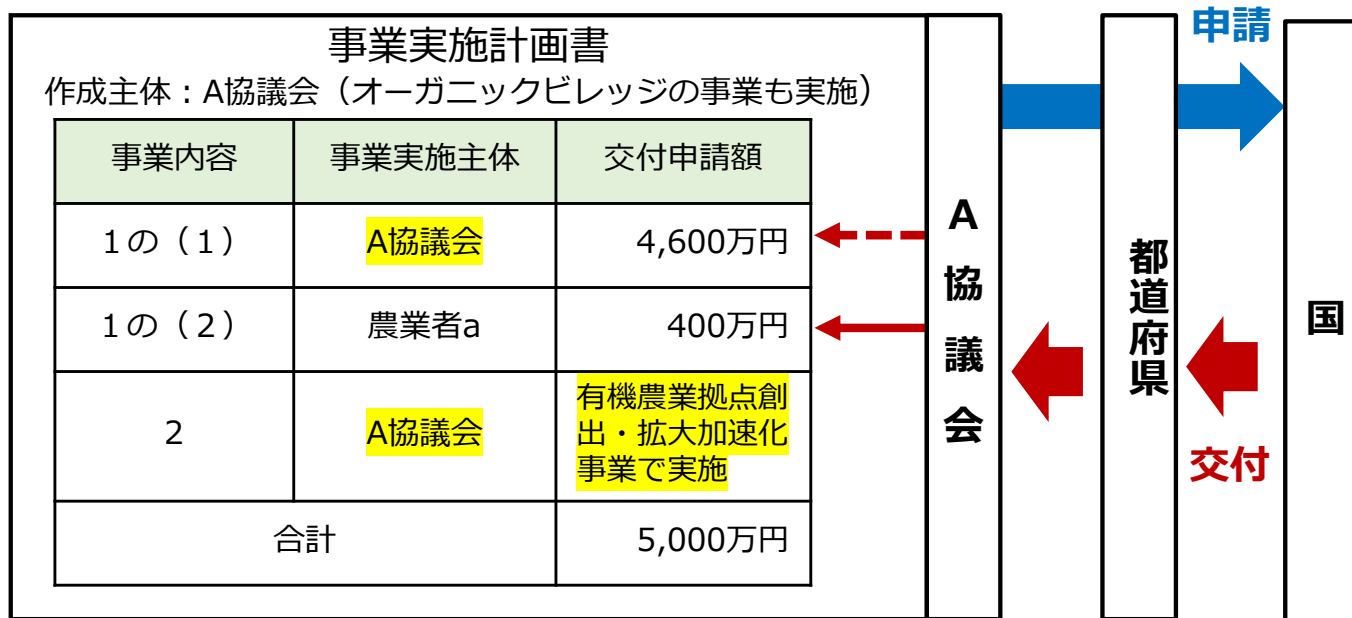 事業実施計画書
作成主体：A協議会（オーガニックビレッジの事業も実施）
事業内容 事業実施主体 交付申請額
１の（１） A協議会 4,600万円
１の（２） 農業者a 400万円
２ A協議会 有機農業拠点創
出・拡大加速化
事業で実施
合計 5,000万円
A協議会
都道府県
国
申請
交付